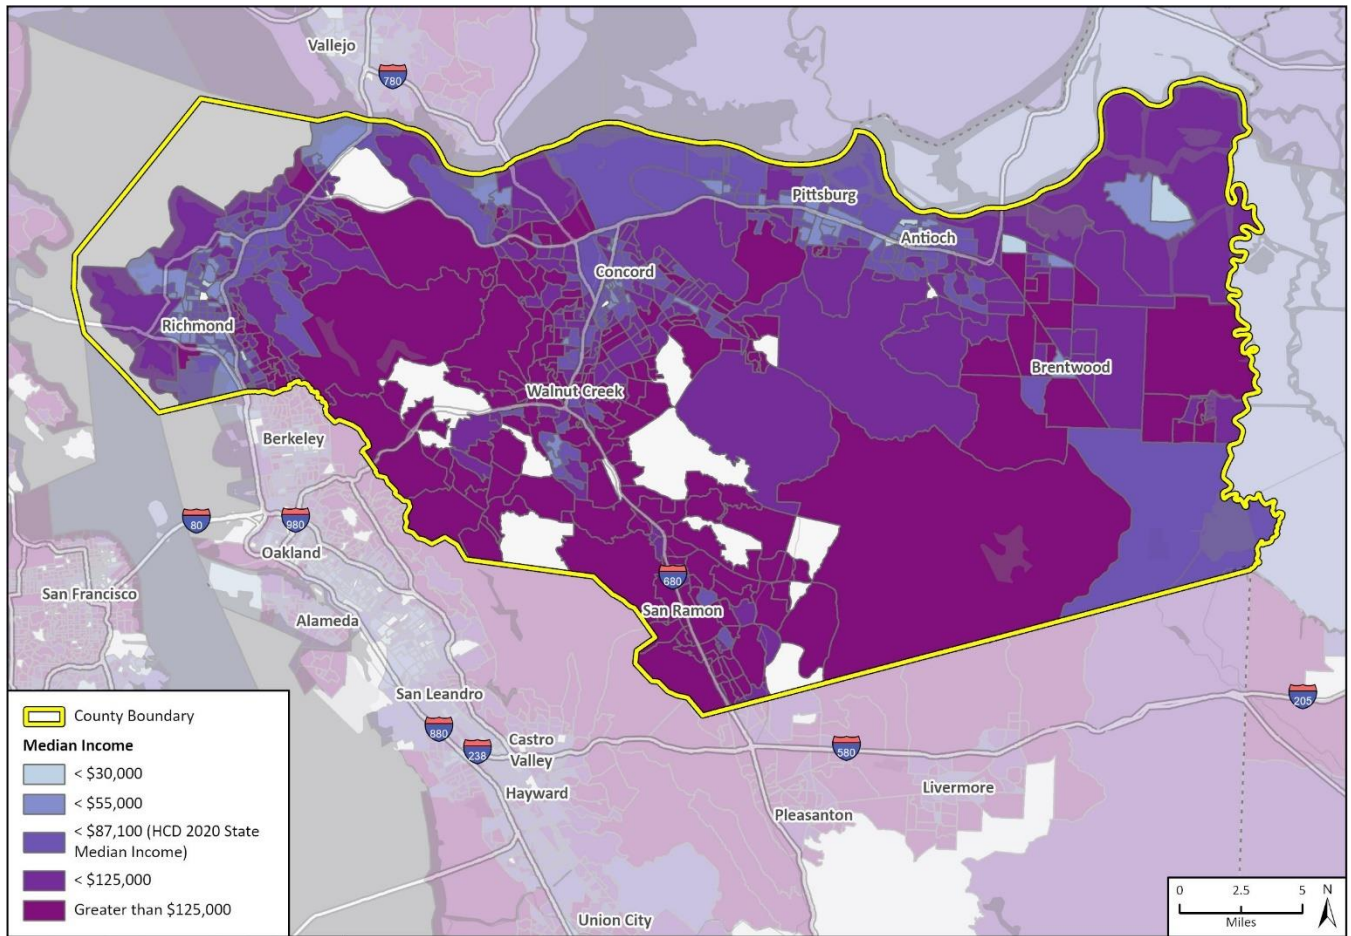 Vallejo
780
Pittsburg
Antioch
Concord
Richmond
Brentwood
Walnut Creek
Berkeley
80
980
Oakland
680
San Francisco
San Ramon
Alameda
San Leandro
205
880
238
Castro
Valley
580
Hayward
Livermore
Pleasanton
Union City
County Boundary
Median Income
< $30,000
< $55,000
< $87,100 (HCD 2020 State
Median Income)
< $125,000
Greater than $125,000
0 2.5 5 N
Miles